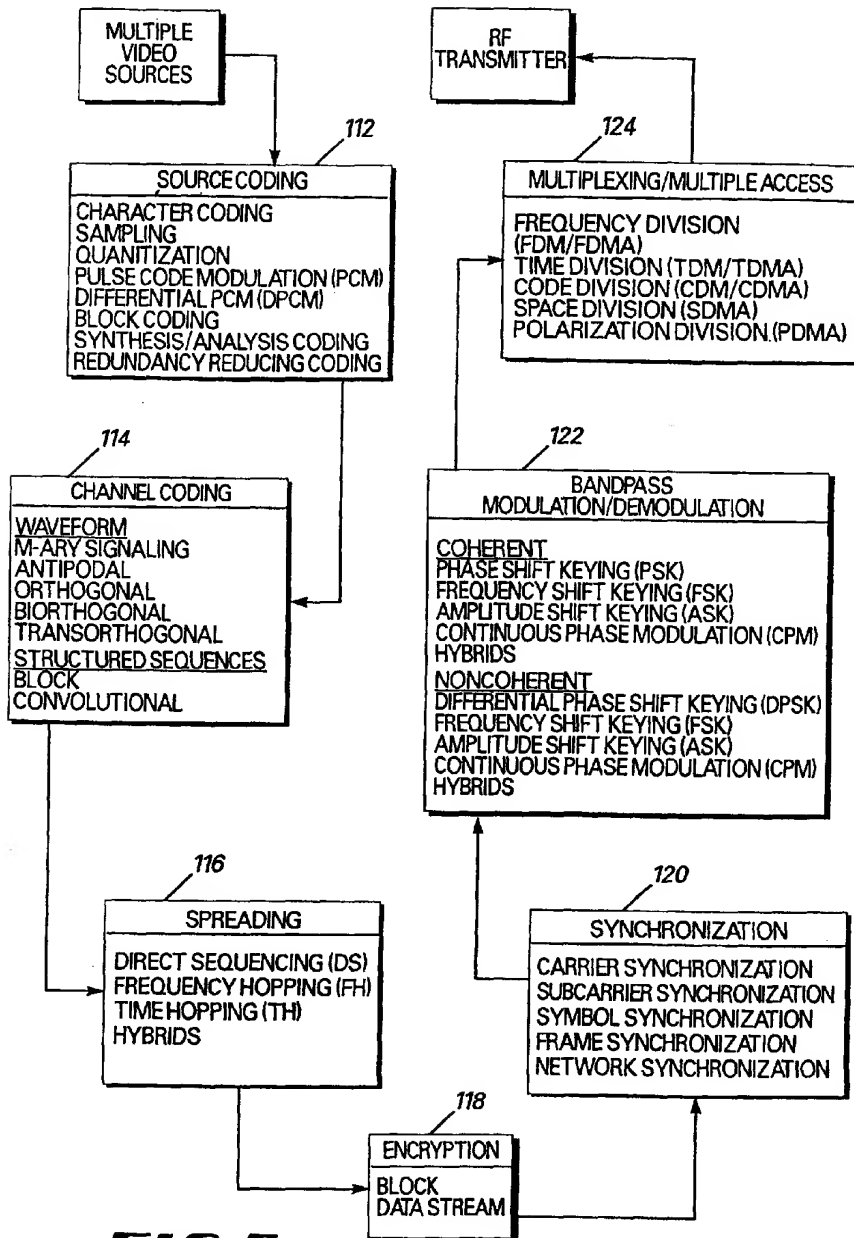 MULTIPLE
VIDEO
SOURCES
RF
TRANSMITTER
112
SOURCE CODING
CHARACTER CODING
SAMPLING
QUANITIZATION
PULSE CODE MODULATION (PCM)
DIFFERENTIAL PCM (DPCM)
BLOCK CODING
SYNTHESIS/ANALYSIS CODING
REDUNDANCY REDUCING CODING
124
MULTIPLEXING/MULTIPLE ACCESS
FREQUENCY DIVISION
(FDM/FDMA)
TIME DIVISION (TDM/TDMA)
CODE DIVISION (CDM/CDMA)
SPACE DIVISION (SDMA)
POLARIZATION DIVISION (PDMA)
114
CHANNEL CODING
WAVEFORM
M-ARY SIGNALING
ANTIPODAL
ORTHOGONAL
BIORTHOGONAL
TRANSORTHOGONAL
STRUCTURED SEQUENCES
BLOCK
CONVOLUTIONAL
122
BANDPASS
MODULATION/DEMODULATION
COHERENT
PHASE SHIFT KEYING (PSK)
FREQUENCY SHIFT KEYING (FSK)
AMPLITUDE SHIFT KEYING (ASK)
CONTINUOUS PHASE MODULATION (CPM)
HYBRIDS
NONCOHERENT
DIFFERENTIAL PHASE SHIFT KEYING (DPSK)
FREQUENCY SHIFT KEYING (FSK)
AMPLITUDE SHIFT KEYING (ASK)
CONTINUOUS PHASE MODULATION (CPM)
HYBRIDS
116
SPREADING
DIRECT SEQUENCING (DS)
FREQUENCY HOPPING (FH)
TIME HOPPING (TH)
HYBRIDS
120
SYNCHRONIZATION
CARRIER SYNCHRONIZATION
SUBCARRIER SYNCHRONIZATION
SYMBOL SYNCHRONIZATION
FRAME SYNCHRONIZATION
NETWORK SYNCHRONIZATION
118
ENCRYPTION
BLOCK
DATA STREAM